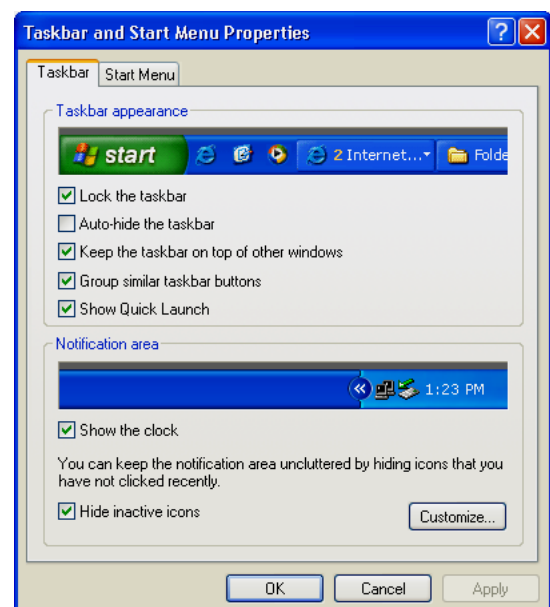 Taskbar and Start Menu Properties
Taskbar
Start Menu
Taskbar appearance
start
2 Internet...
Folde
Lock the taskbar
Auto-hide the taskbar
Keep the taskbar on top of other windows
Group similar taskbar buttons
Show Quick Launch
Notification area
1:23 PM
Show the clock
You can keep the notification area uncluttered by hiding icons that you
have not clicked recently.
Hide inactive icons
Customize...
OK
Cancel
Apply